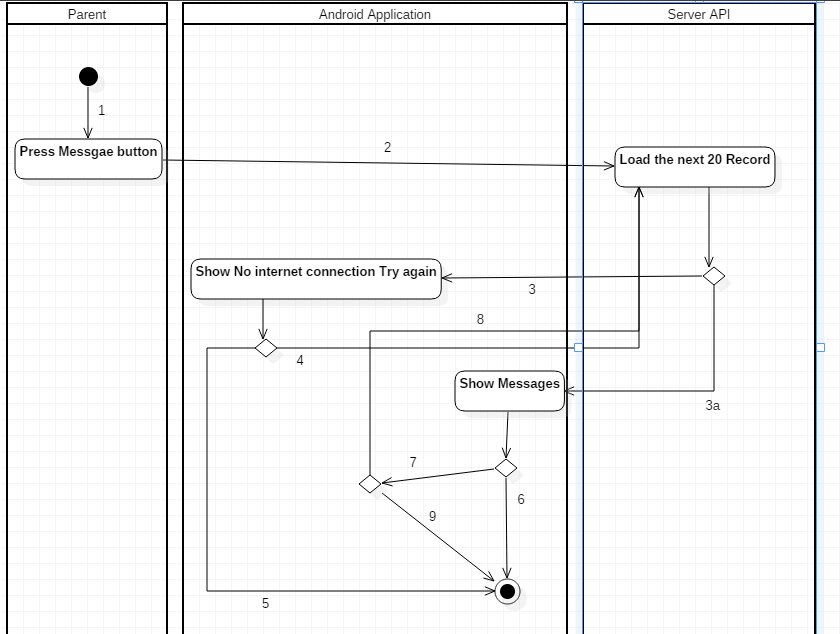 Parent
Android Application
Server API
1
Press Messgae button
2
Load the next 20 Record
Show No internet connection Try again
3
8
4
Show Messages
3a
7
6
9
5